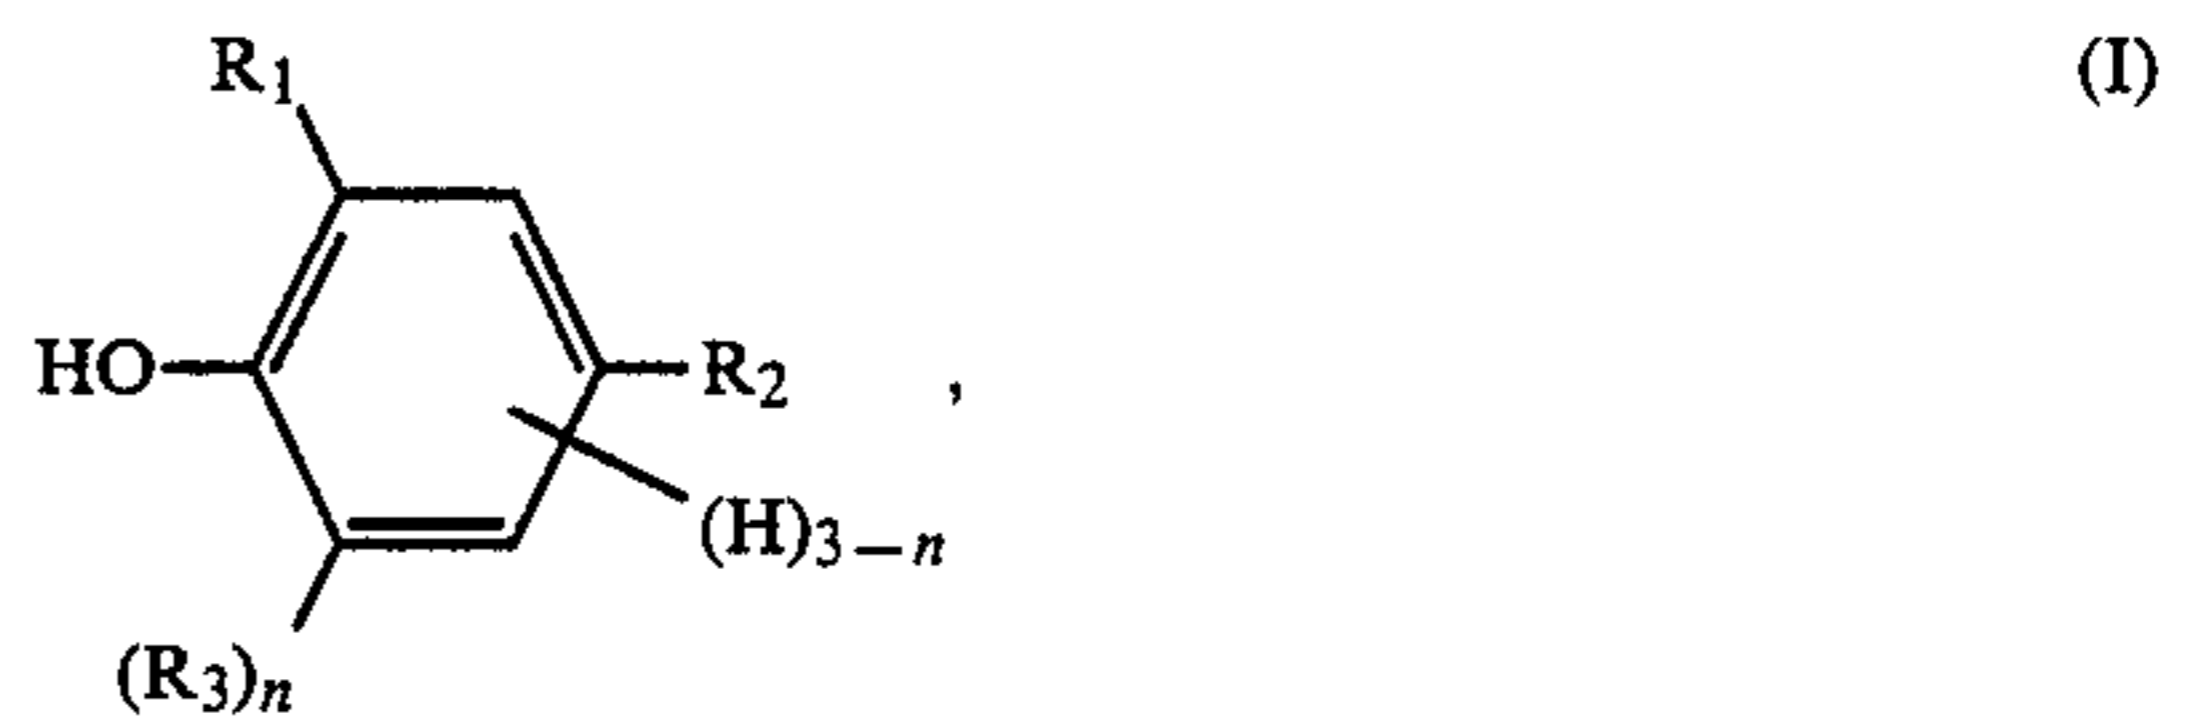 R1 (I)
HO R2 ,
(H)3−n
(R3)n